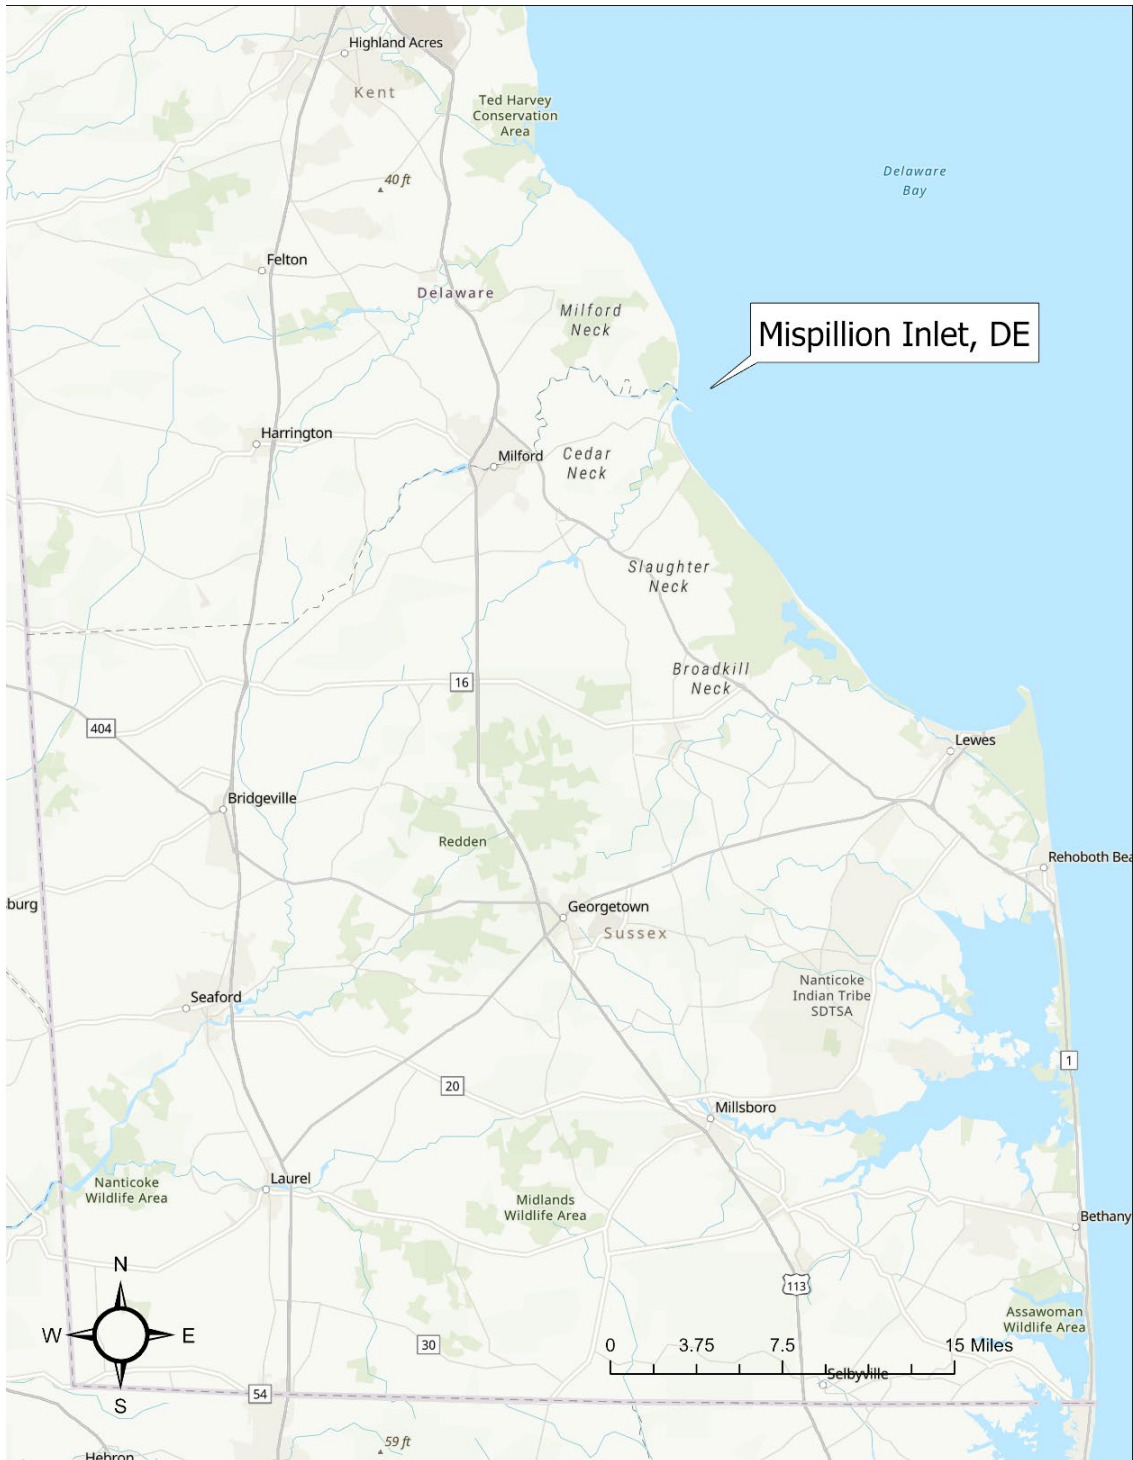 Highland Acres
Kent
Ted Harvey
Conservation
Area
Delaware
Bay
40 ft
Felton
Delaware
Milford
Neck
Mispillion Inlet, DE
Harrington
Milford
Cedar
Neck
Slaughter
Neck
Broadkill
Neck
16
404
Lewes
Bridgeville
Redden
Rehoboth Bea
sburg
Georgetown
Sussex
Nanticoke
Indian Tribe
SDTSA
Seaford
1
20
Millsboro
Nanticoke
Wildlife Area
Laurel
Midlands
Wildlife Area
Bethany
N
W E
S
113
Assawoman
Wildlife Area
30
0 3.75 7.5 15 Miles
Selbyville
54
59 ft
Hebron